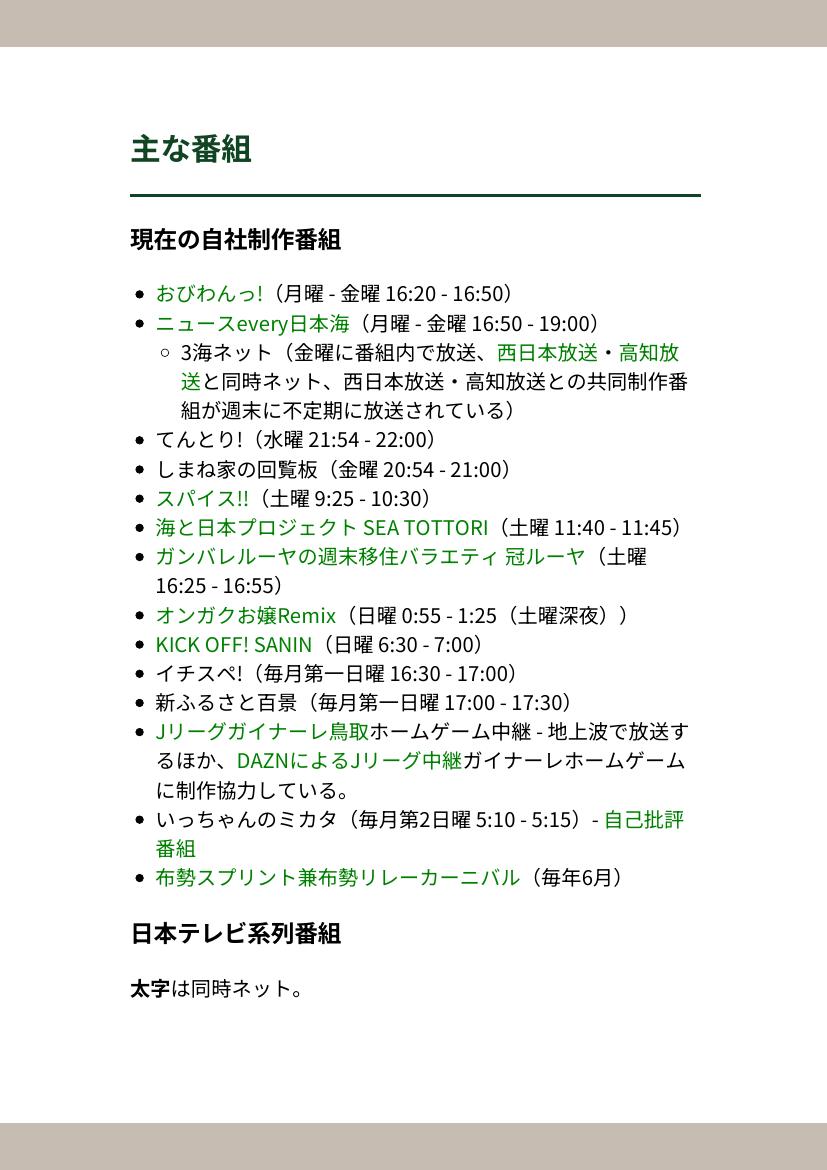 主な番組
現在の自社制作番組
おびわんっ!（月曜 - 金曜 16:20 - 16:50）
ニュースevery日本海（月曜 - 金曜 16:50 - 19:00）
3海ネット（金曜に番組内で放送、西日本放送・高知放
送と同時ネット、西日本放送・高知放送との共同制作番
組が週末に不定期に放送されている）
てんとり!（水曜 21:54 - 22:00）
しまね家の回覧板（金曜 20:54 - 21:00）
スパイス!!（土曜 9:25 - 10:30）
海と日本プロジェクト SEA TOTTORI（土曜 11:40 - 11:45）
ガンバレルーヤの週末移住バラエティ 冠ルーヤ（土曜
16:25 - 16:55）
オンガクお嬢Remix（日曜 0:55 - 1:25（土曜深夜））
KICK OFF! SANIN（日曜 6:30 - 7:00）
イチスペ!（毎月第一日曜 16:30 - 17:00）
新ふるさと百景（毎月第一日曜 17:00 - 17:30）
Jリーグガイナーレ鳥取ホームゲーム中継 - 地上波で放送す
るほか、DAZNによるJリーグ中継ガイナーレホームゲーム
に制作協力している。
いっちゃんのミカタ（毎月第2日曜 5:10 - 5:15）- 自己批評
番組
布勢スプリント兼布勢リレーカーニバル（毎年6月）
日本テレビ系列番組
太字は同時ネット。